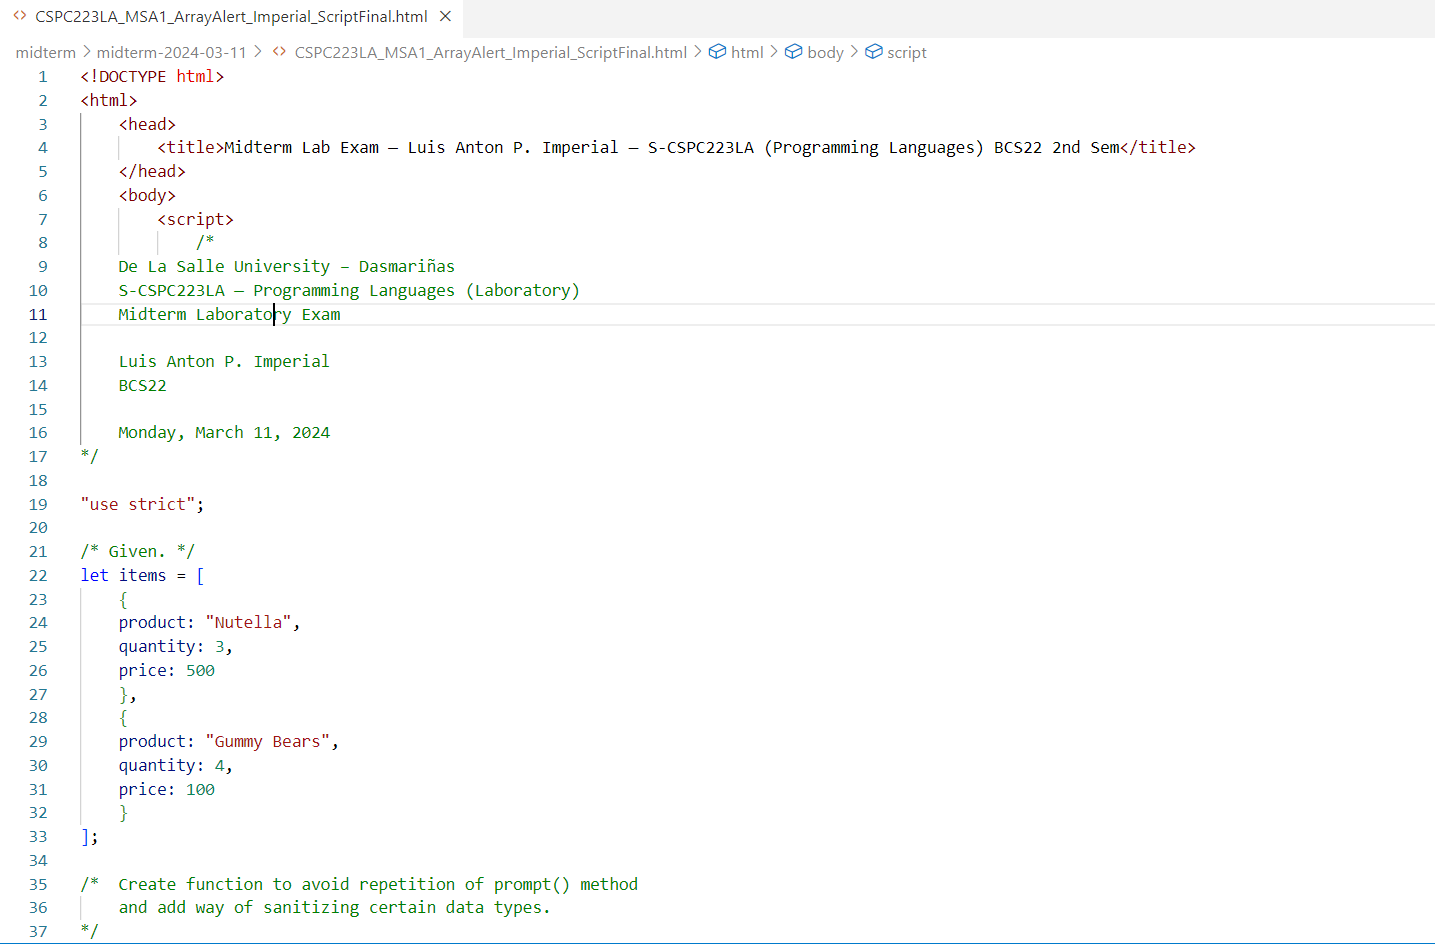 CSPC223LA_MSA1_ArrayAlert_Imperial_ScriptFinal.html
midterm > midterm-2024-03-11 > CSPC223LA_MSA1_ArrayAlert_Imperial_ScriptFinal.html > html > body > script
1 <!DOCTYPE html>
2 <html>
3 <head>
4 <title>Midterm Lab Exam — Luis Anton P. Imperial — S-CSPC223LA (Programming Languages) BCS22 2nd Sem</title>
5 </head>
6 <body>
7 <script>
8 /*
9 De La Salle University – Dasmariñas
10 S-CSPC223LA — Programming Languages (Laboratory)
11 Midterm Laboratory Exam
12
13 Luis Anton P. Imperial
14 BCS22
15
16 Monday, March 11, 2024
17 */
18
19 "use strict";
20
21 /* Given. */
22 let items = [
23 {
24 product: "Nutella",
25 quantity: 3,
26 price: 500
27 },
28 {
29 product: "Gummy Bears",
30 quantity: 4,
31 price: 100
32 }
33 ];
34
35 /* Create function to avoid repetition of prompt() method
36 and add way of sanitizing certain data types.
37 */